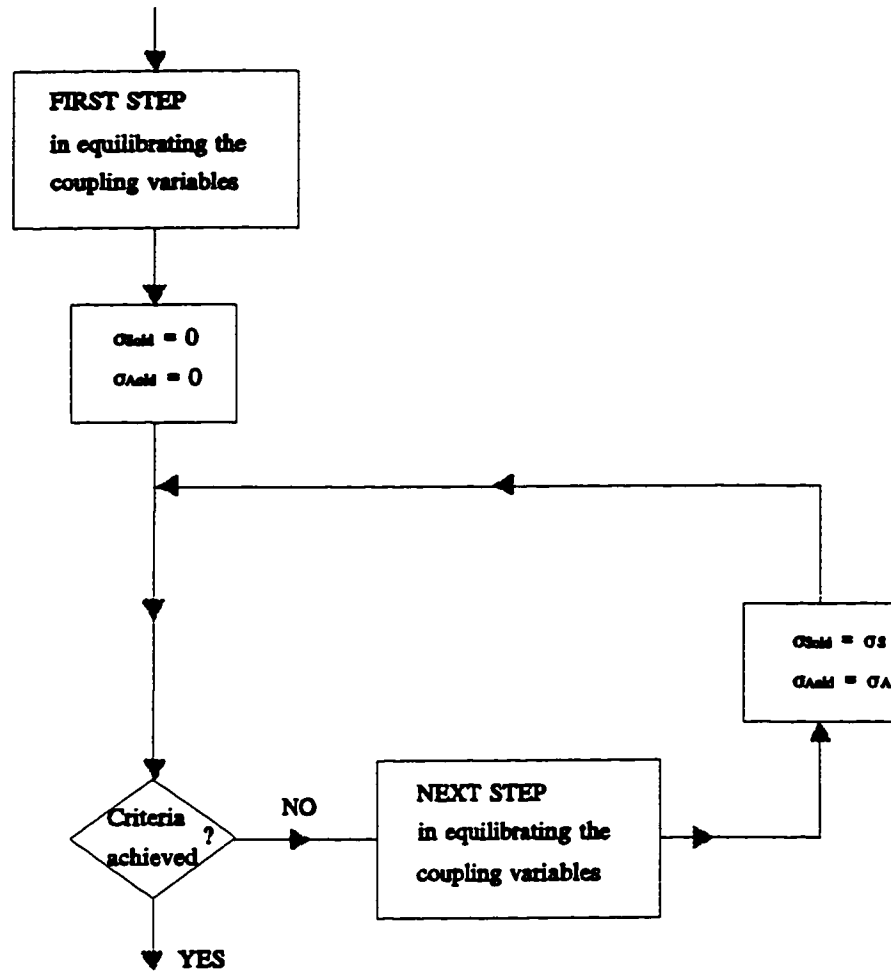 FIRST STEP
in equilibrating the
coupling variables
σSold = 0
σAold = 0
σSold = σS
σAold = σA
Criteria
achieved ?
NO
NEXT STEP
in equilibrating the
coupling variables
YES